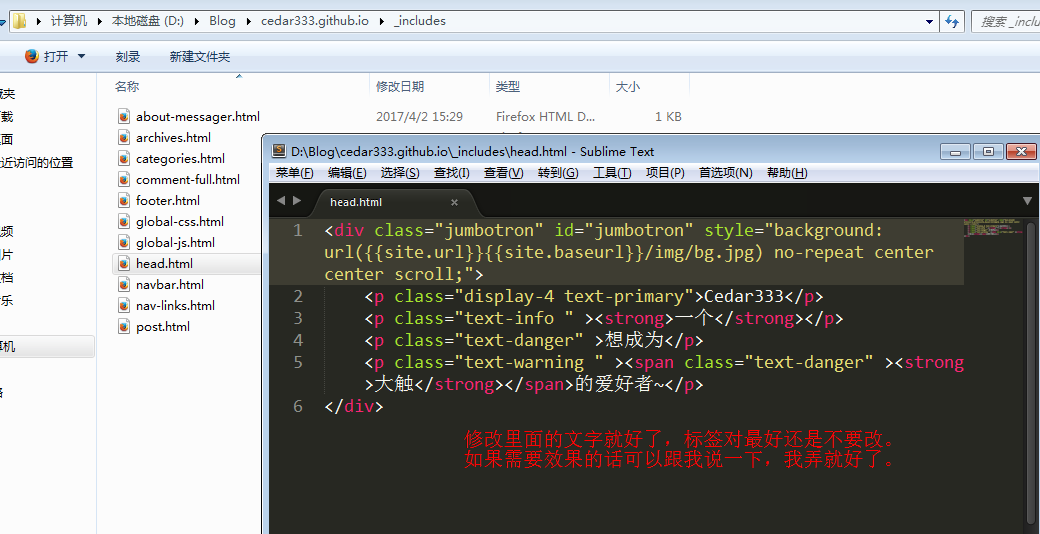 计算机 ▸ 本地磁盘 (D:) ▸ Blog ▸ cedar333.github.io ▸ _includes
搜索 _inclu
打开 刻录 新建文件夹
名称 修改日期 类型 大小
about-messager.html 2017/4/2 15:29 Firefox HTML D... 1 KB
archives.html
categories.html
comment-full.html
footer.html
global-css.html
global-js.html
head.html
navbar.html
nav-links.html
post.html
近访问的位置
D:\Blog\cedar333.github.io\_includes\head.html - Sublime Text
菜单(F) 编辑(E) 选择(S) 查找(I) 查看(V) 转到(G) 工具(T) 项目(P) 首选项(N) 帮助(H)
head.html ×
1 <div class="jumbotron" id="jumbotron" style="background:
url({{site.url}}{{site.baseurl}}/img/bg.jpg) no-repeat center
center scroll;">
2 <p class="display-4 text-primary">Cedar333</p>
3 <p class="text-info " ><strong>一个</strong></p>
4 <p class="text-danger" >想成为</p>
5 <p class="text-warning " ><span class="text-danger" ><strong
>大触</strong></span>的爱好者~</p>
6 </div>
修改里面的文字就好了，标签对最好还是不要改。
如果需要效果的话可以跟我说一下，我弄就好了。